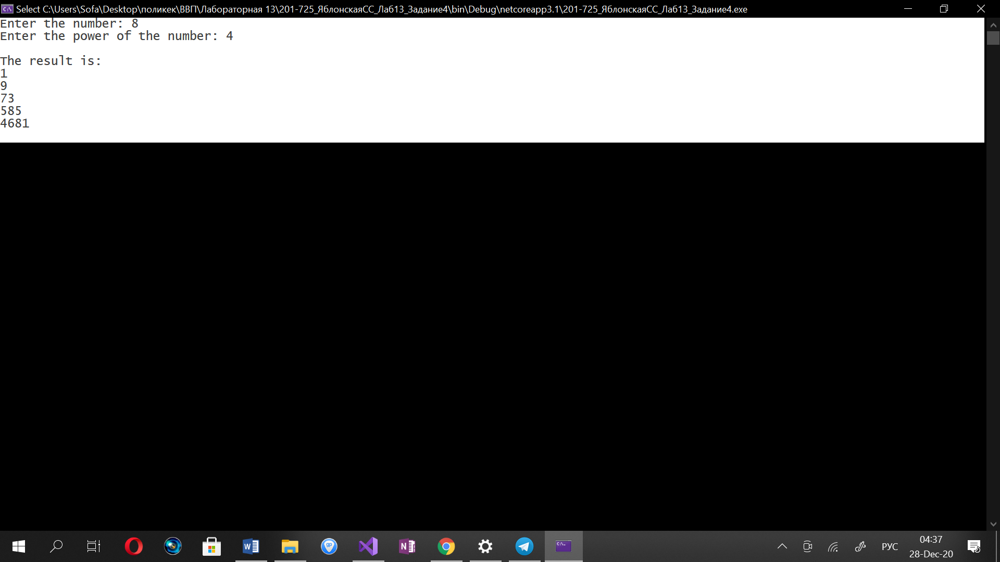 Select C:\Users\Sofa\Desktop\поликек\ВВП\Лабораторная 13\201-725_ЯблонскаяСС_Лаб13_Задание4\bin\Debug\netcoreapp3.1\201-725_ЯблонскаяСС_Лаб13_Задание4.exe
Enter the number: 8
Enter the power of the number: 4
The result is:
1
9
73
585
4681
РУС
04:37
28-Dec-20